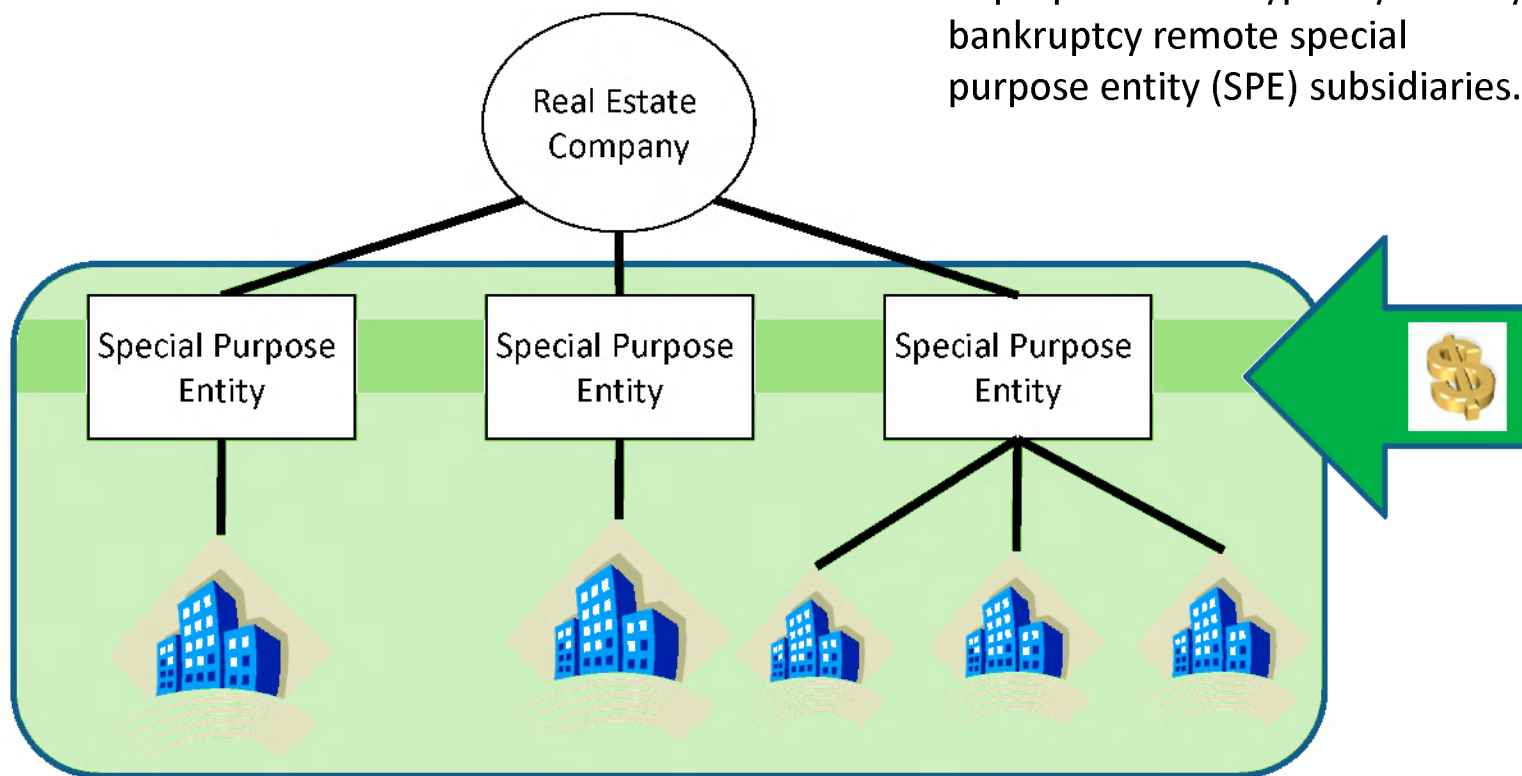 bankruptcy remote special
purpose entity (SPE) subsidiaries.
Real Estate
Company
Special Purpose
Entity
Special Purpose
Entity
Special Purpose
Entity